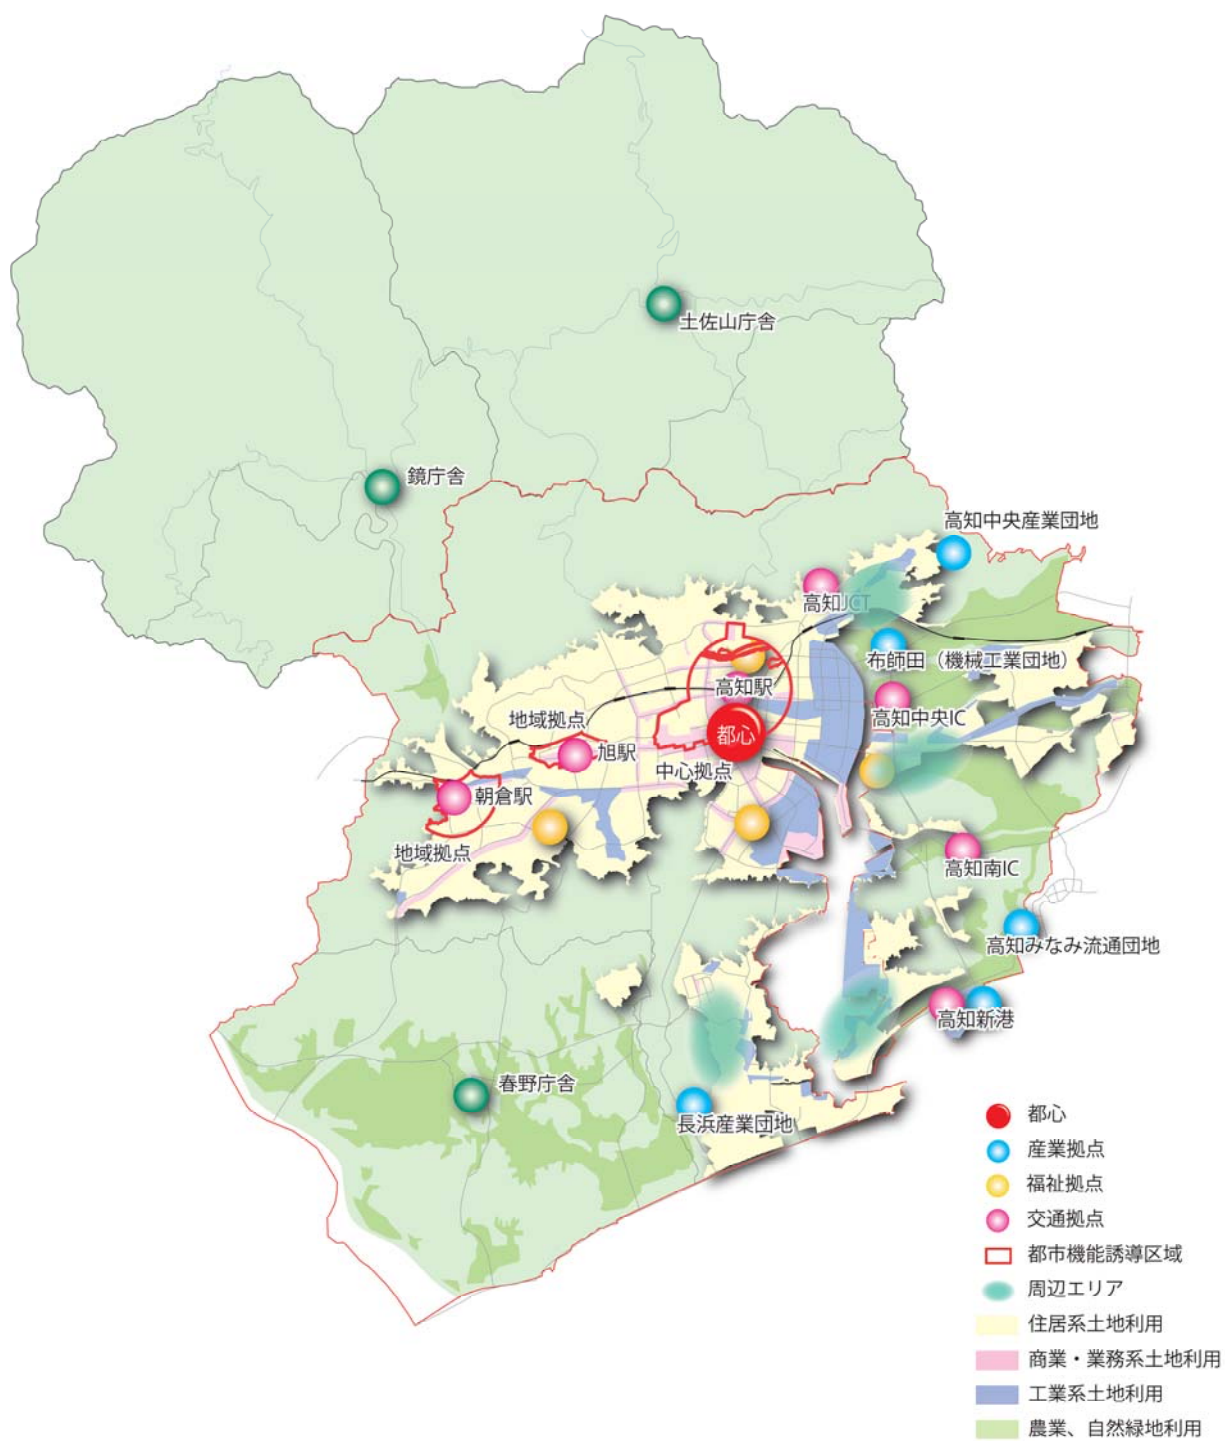 土佐山庁舎
鏡庁舎
高知中央産業団地
高知JCT
布師田（機械工業団地）
高知駅
高知中央IC
地域拠点
旭駅
都心
中心拠点
朝倉駅
地域拠点
高知南IC
高知みなみ流通団地
高知新港
春野庁舎
長浜産業団地
都心
産業拠点
福祉拠点
交通拠点
都市機能誘導区域
周辺エリア
住居系土地利用
商業・業務系土地利用
工業系土地利用
農業、自然緑地利用